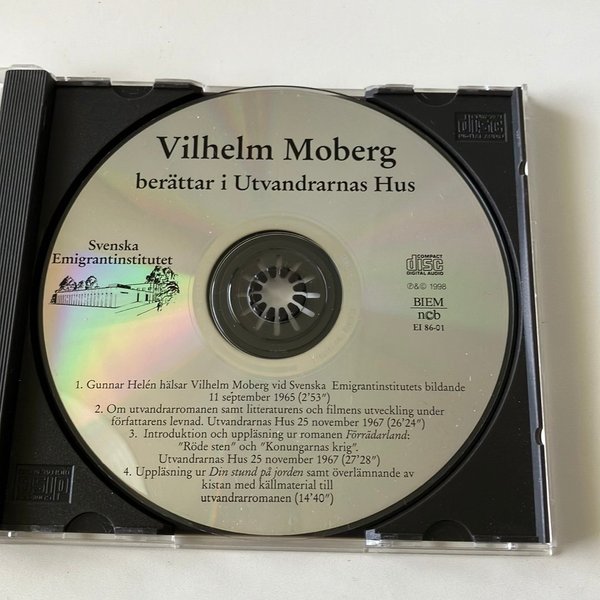 Vilhelm Moberg
berättar i Utvandrarnas Hus
Svenska
Emigrantinstitutet
COMPACT
disc
DIGITAL AUDIO
℗&© 1998
BIEM
ncb
EI 86-01
1. Gunnar Helén hälsar Vilhelm Moberg vid Svenska Emigrantinstitutets bildande
11 september 1965 (2'53")
2. Om utvandrarromanen samt litteraturens och filmens utveckling under
författarens levnad. Utvandrarnas Hus 25 november 1967 (26'24")
3. Introduktion och uppläsning ur romanen Förrädarland:
"Röde sten" och "Konungarnas krig".
Utvandrarnas Hus 25 november 1967 (27'28")
4. Uppläsning ur Din stund på jorden samt överlämnande av
kistan med källmaterial till
utvandrarromanen (14'40")